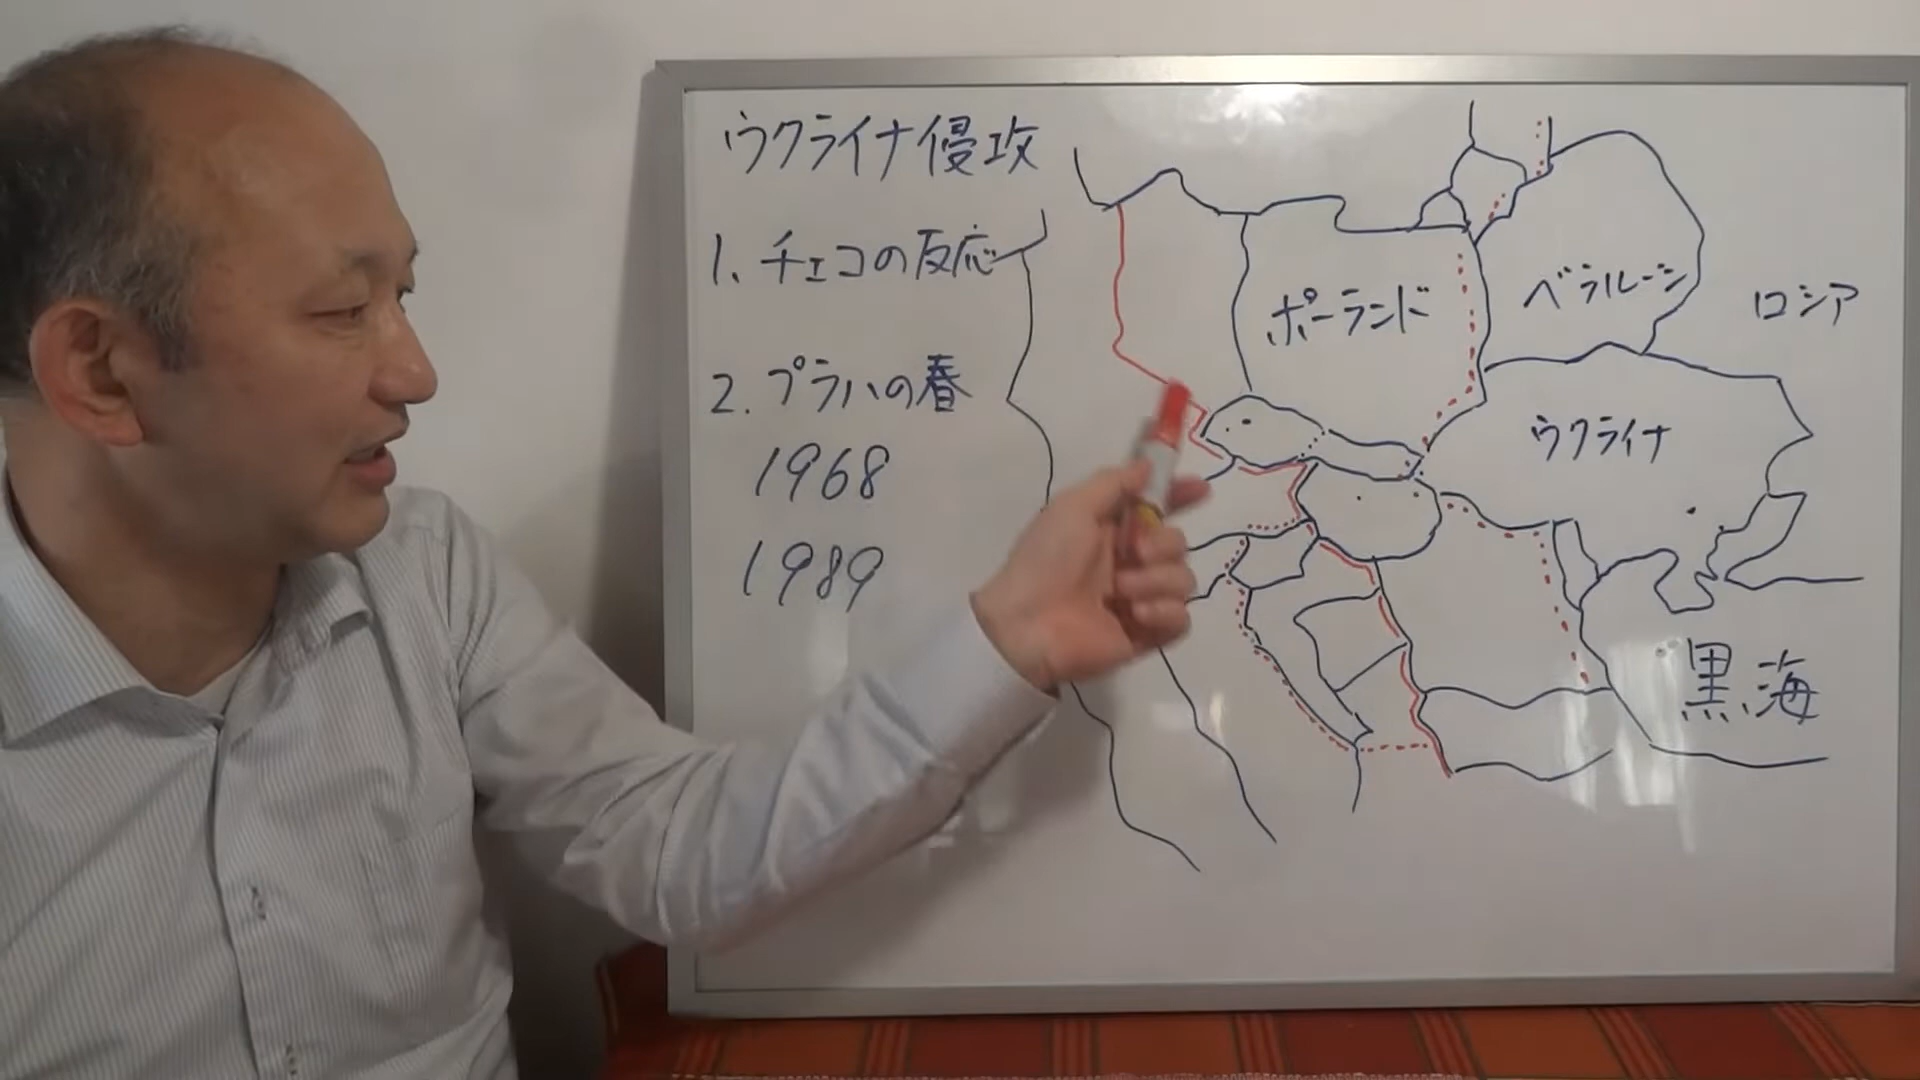 ウクライナ侵攻
1. チェコの反応
2. プラハの春
1968
1989
ポーランド
ベラルーシ
ロシア
ウクライナ
黒海